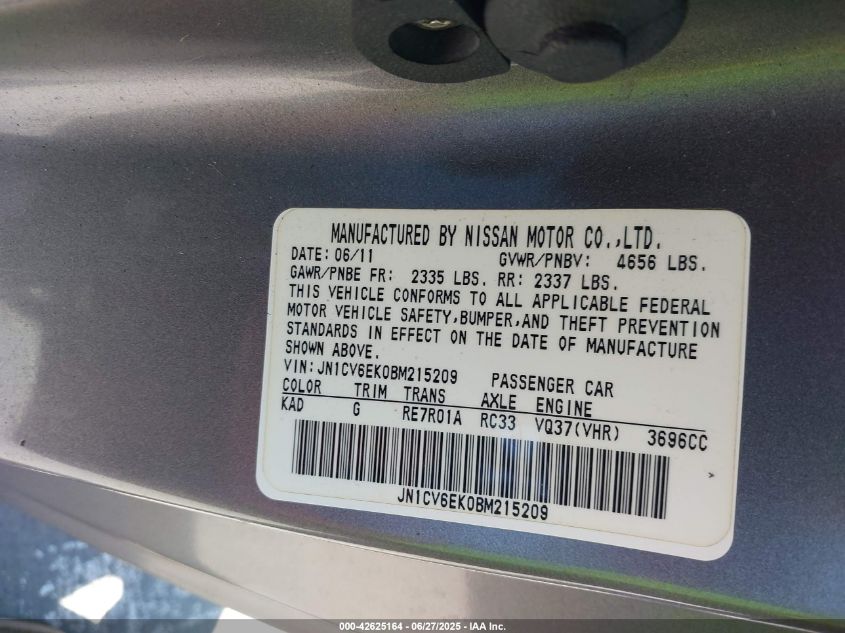 MANUFACTURED BY NISSAN MOTOR CO.,LTD.
DATE: 06/11 GVWR/PNBV: 4656 LBS.
GAWR/PNBE FR: 2335 LBS. RR: 2337 LBS.
THIS VEHICLE CONFORMS TO ALL APPLICABLE FEDERAL
MOTOR VEHICLE SAFETY,BUMPER,AND THEFT PREVENTION
STANDARDS IN EFFECT ON THE DATE OF MANUFACTURE
SHOWN ABOVE.
VIN:JN1CV6EK0BM215209 PASSENGER CAR
COLOR TRIM TRANS AXLE ENGINE
KAD G RE7R01A RC33 VQ37(VHR) 3696CC
JN1CV6EK0BM215209
000-42625164 - 06/27/2025 - IAA Inc.